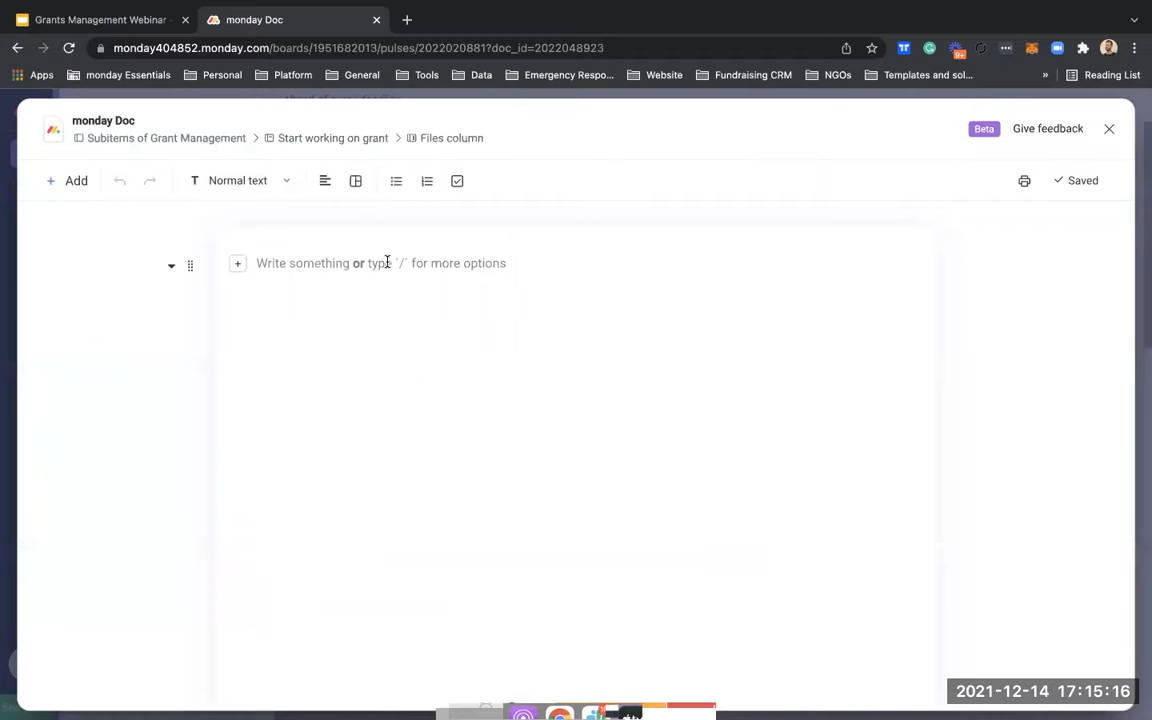 Grants Management Webinar
monday Doc
monday404852.monday.com/boards/1951682013/pulses/2022020881?doc_id=2022048923
9+
Apps
monday Essentials
Personal
Platform
General
Tools
Data
Emergency Respo...
Website
Fundraising CRM
NGOs
Templates and sol...
»
Reading List
monday Doc
Subitems of Grant Management > Start working on grant > Files column
Beta
Give feedback
+ Add
T Normal text
Saved
Write something or type `/` for more options
2021-12-14 17:15:16